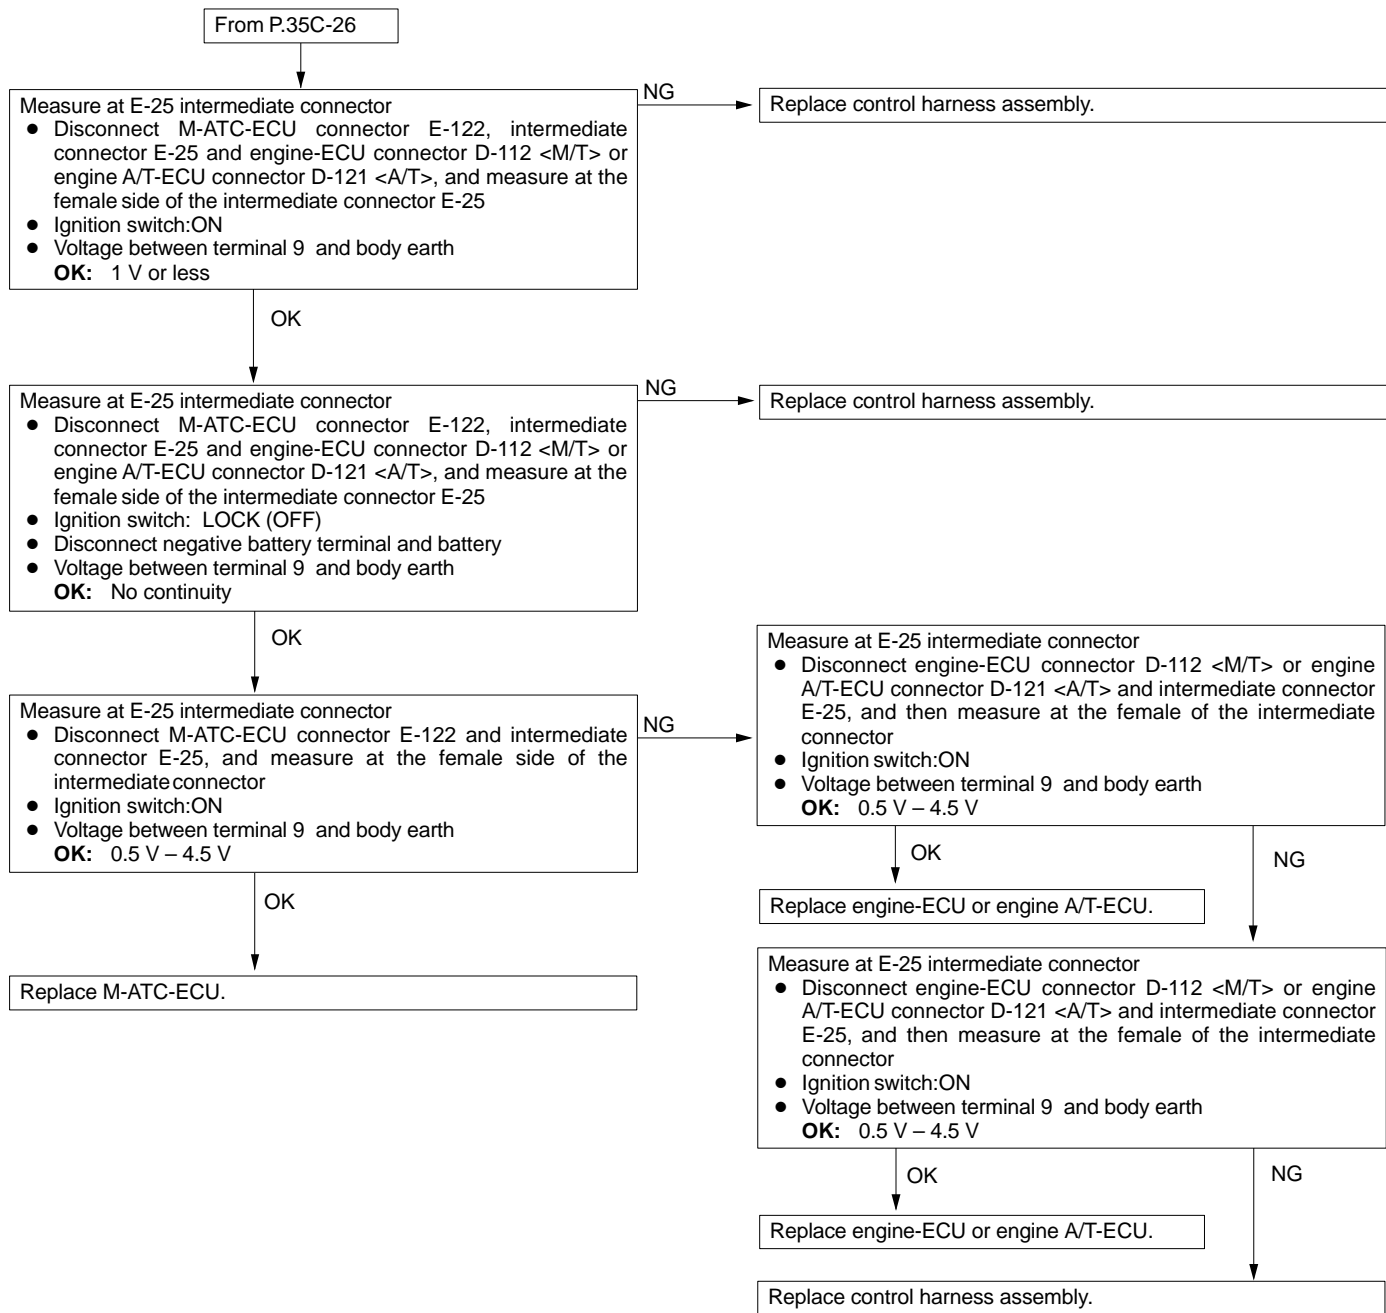 From P.35C-26
Measure at E-25 intermediate connector
● Disconnect M-ATC-ECU connector E-122, intermediate
connector E-25 and engine-ECU connector D-112 <M/T> or
engine A/T-ECU connector D-121 <A/T>, and measure at the
female side of the intermediate connector E-25
● Ignition switch:ON
● Voltage between terminal 9 and body earth
OK: 1 V or less
NG
Replace control harness assembly.
OK
Measure at E-25 intermediate connector
● Disconnect M-ATC-ECU connector E-122, intermediate
connector E-25 and engine-ECU connector D-112 <M/T> or
engine A/T-ECU connector D-121 <A/T>, and measure at the
female side of the intermediate connector E-25
● Ignition switch: LOCK (OFF)
● Disconnect negative battery terminal and battery
● Voltage between terminal 9 and body earth
OK: No continuity
NG
Replace control harness assembly.
OK
Measure at E-25 intermediate connector
● Disconnect M-ATC-ECU connector E-122 and intermediate
connector E-25, and measure at the female side of the
intermediate connector
● Ignition switch:ON
● Voltage between terminal 9 and body earth
OK: 0.5 V – 4.5 V
NG
OK
Replace M-ATC-ECU.
Measure at E-25 intermediate connector
● Disconnect engine-ECU connector D-112 <M/T> or engine
A/T-ECU connector D-121 <A/T> and intermediate connector
E-25, and then measure at the female of the intermediate
connector
● Ignition switch:ON
● Voltage between terminal 9 and body earth
OK: 0.5 V – 4.5 V
OK
NG
Replace engine-ECU or engine A/T-ECU.
Measure at E-25 intermediate connector
● Disconnect engine-ECU connector D-112 <M/T> or engine
A/T-ECU connector D-121 <A/T> and intermediate connector
E-25, and then measure at the female of the intermediate
connector
● Ignition switch:ON
● Voltage between terminal 9 and body earth
OK: 0.5 V – 4.5 V
OK
NG
Replace engine-ECU or engine A/T-ECU.
Replace control harness assembly.